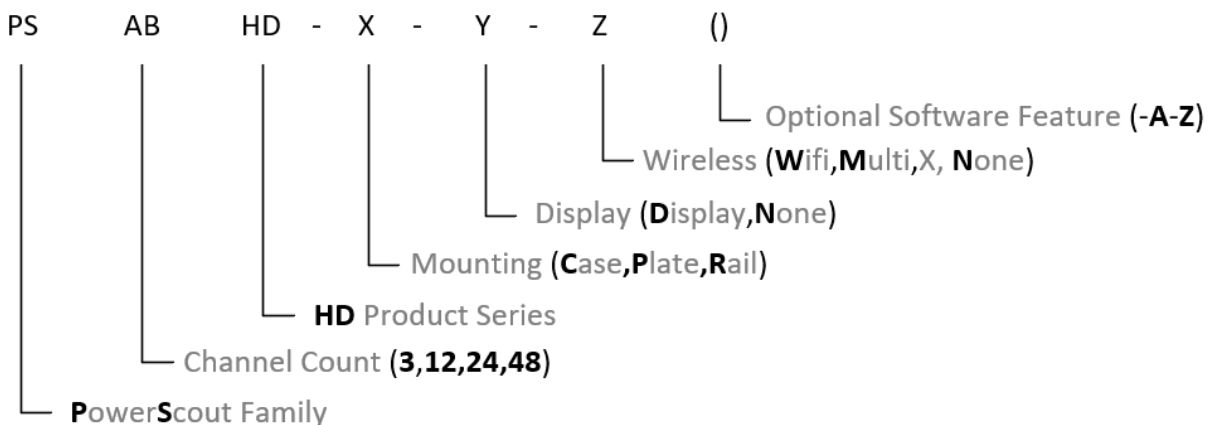 PS AB HD - X - Y - Z ()
Optional Software Feature (-A-Z)
Wireless (Wifi,Multi,X, None)
Display (Display,None)
Mounting (Case,Plate,Rail)
HD Product Series
Channel Count (3,12,24,48)
PowerScout Family